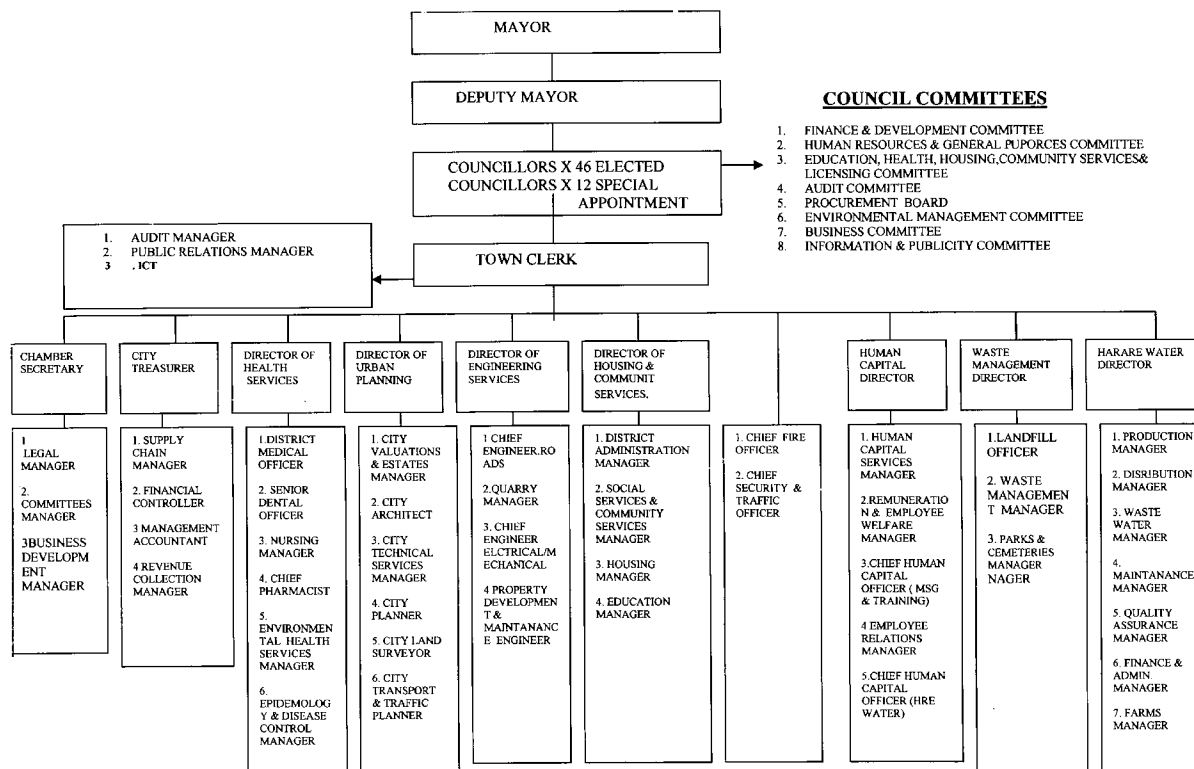 MAYOR
DEPUTY MAYOR
COUNCILLORS X 46 ELECTED
COUNCILLORS X 12 SPECIAL
APPOINTMENT
COUNCIL COMMITTEES
1. FINANCE & DEVELOPMENT COMMITTEE
2. HUMAN RESOURCES & GENERAL PUPORCES COMMITTEE
3. EDUCATION, HEALTH, HOUSING,COMMUNITY SERVICES&
LICENSING COMMITTEE
4. AUDIT COMMITTEE
5. PROCUREMENT BOARD
6. ENVIRONMENTAL MANAGEMENT COMMITTEE
7. BUSINESS COMMITTEE
8. INFORMATION & PUBLICITY COMMITTEE
1. AUDIT MANAGER
2. PUBLIC RELATIONS MANAGER
3 . ICT
TOWN CLERK
CHAMBER
SECRETARY
CITY
TREASURER
DIRECTOR OF
HEALTH
SERVICES
DIRECTOR OF
URBAN
PLANNING
DIRECTOR OF
ENGINEERING
SERVICES
DIRECTOR OF
HOUSING &
COMMUNIT
SERVICES.
HUMAN
CAPITAL
DIRECTOR
WASTE
MANAGEMENT
DIRECTOR
HARARE WATER
DIRECTOR
1
LEGAL
MANAGER
2.
COMMITTEES
MANAGER
3BUSINESS
DEVELOPM
ENT
MANAGER
1. SUPPLY
CHAIN
MANAGER
2. FINANCIAL
CONTROLLER
3 MANAGEMENT
ACCOUNTANT
4 REVENUE
COLLECTION
MANAGER
1.DISTRICT
MEDICAL
OFFICER
2. SENIOR
DENTAL
OFFICER
3. NURSING
MANAGER
4. CHIEF
PHARMACIST
5.
ENVIRONMEN
TAL HEALTH
SERVICES
MANAGER
6.
EPIDEMOLOG
Y & DISEASE
CONTROL
MANAGER
1. CITY
VALUATIONS
& ESTATES
MANAGER
2. CITY
ARCHITECT
3. CITY
TECHNICAL
SERVICES
MANAGER
4. CITY
PLANNER
5. CITY LAND
SURVEYOR
6. CITY
TRANSPORT
& TRAFFIC
PLANNER
1 CHIEF
ENGINEER.RO
ADS
2.QUARRY
MANAGER
3. CHIEF
ENGINEER
ELCTRICAL/M
ECHANICAL
4 PROPERTY
DEVELOPMEN
T &
MAINTANANC
E ENGINEER
1. DISTRICT
ADMINISTRATION
MANAGER
2. SOCIAL
SERVICES &
COMMUNITY
SERVICES
MANAGER
3. HOUSING
MANAGER
4. EDUCATION
MANAGER
1. CHIEF FIRE
OFFICER
2. CHIEF
SECURITY &
TRAFFIC
OFFICER
1. HUMAN
CAPITAL
SERVICES
MANAGER
2.REMUNERATIO
N & EMPLOYEE
WELFARE
MANAGER
3.CHIEF HUMAN
CAPITAL
OFFICER ( MSG
& TRAINING)
4 EMPLOYEE
RELATIONS
MANAGER
5.CHIEF HUMAN
CAPITAL
OFFICER (HRE
WATER)
1.LANDFILL
OFFICER
2. WASTE
MANAGEMEN
T MANAGER
3. PARKS &
CEMETERIES
MANAGER
NAGER
1. PRODUCTION
MANAGER
2. DISRIBUTION
MANAGER
3. WASTE
WATER
MANAGER
4.
MAINTANANCE
MANAGER
5. QUALITY
ASSURANCE
MANAGER
6. FINANCE &
ADMIN.
MANAGER
7. FARMS
MANAGER